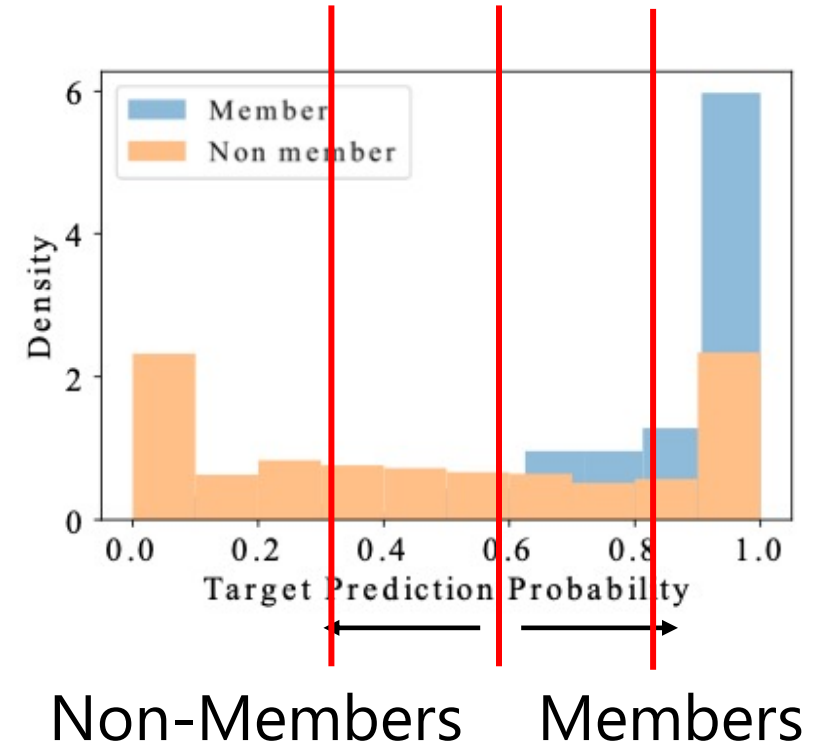 Member
Non member
6
4
2
0
Density
0.0 0.2 0.4 0.6 0.8 1.0
Target Prediction Probability
Non-Members Members